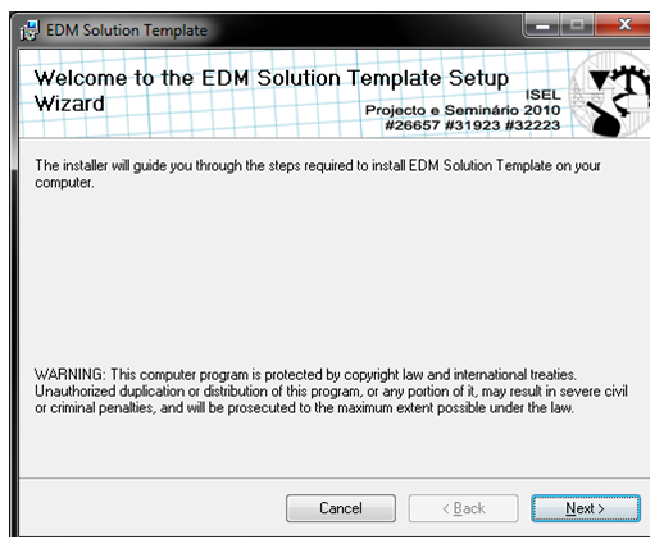 EDM Solution Template
Welcome to the EDM Solution Template Setup
Wizard
ISEL
Projecto e Seminário 2010
#26657 #31923 #32223
The installer will guide you through the steps required to install EDM Solution Template on your
computer.
WARNING: This computer program is protected by copyright law and international treaties.
Unauthorized duplication or distribution of this program, or any portion of it, may result in severe civil
or criminal penalties, and will be prosecuted to the maximum extent possible under the law.
Cancel
< Back
Next >